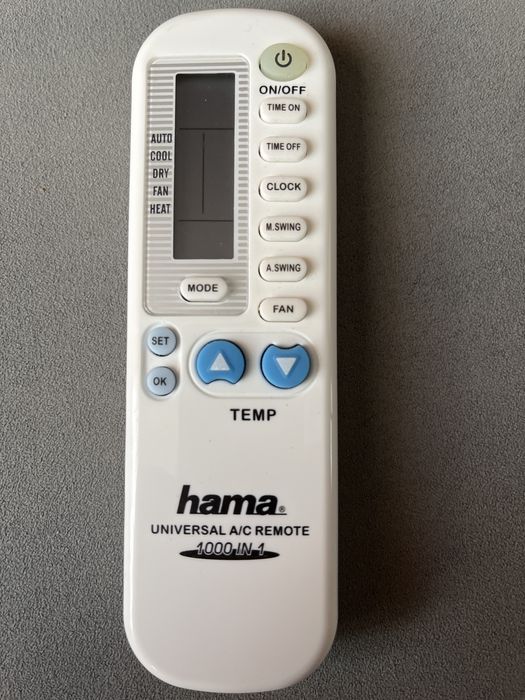 ON/OFF
TIME ON
TIME OFF
CLOCK
M.SWING
A.SWING
FAN
AUTO
COOL
DRY
FAN
HEAT
MODE
SET
OK
TEMP
hama®
UNIVERSAL A/C REMOTE
1000 IN 1